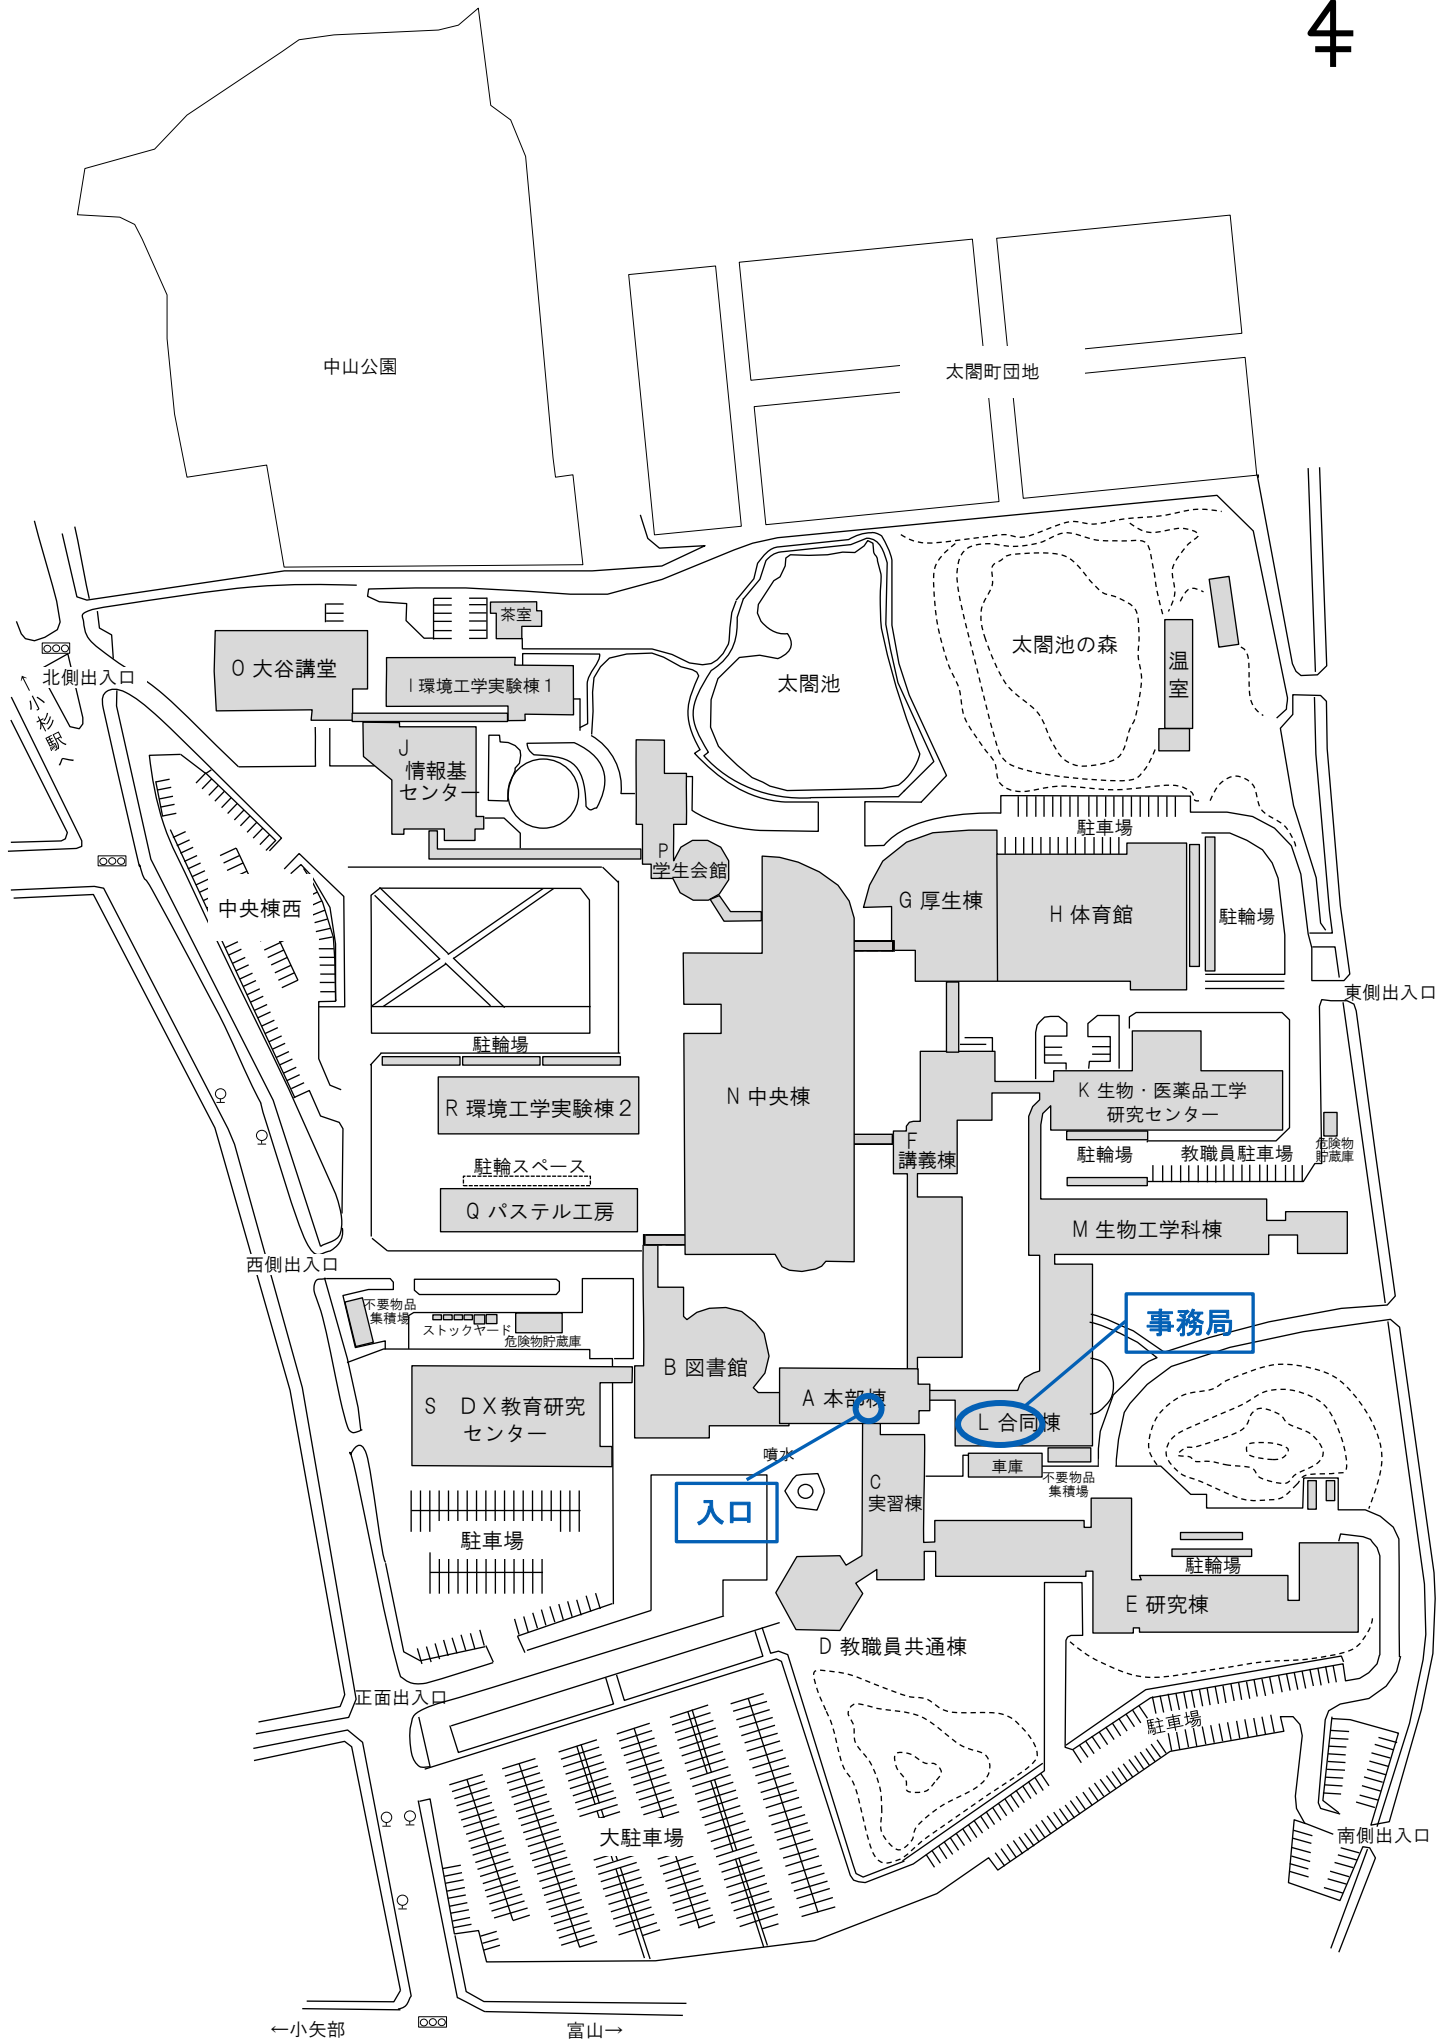 中山公園
太閤町団地
茶室
太閤池の森
温
室
O 大谷講堂
I 環境工学実験棟1
太閤池
北側出入口
←小杉駅へ
J
情報基
センター
駐車場
P
学生会館
G 厚生棟
H 体育館
駐輪場
中央棟西
東側出入口
駐輪場
N 中央棟
K 生物・医薬品工学
研究センター
R 環境工学実験棟2
F
講義棟
駐輪場
教職員駐車場
危険物
貯蔵庫
駐輪スペース
Q パステル工房
M 生物工学科棟
西側出入口
不要物品
集積場
ストックヤード
危険物貯蔵庫
事務局
B 図書館
A 本部棟
S DX教育研究
センター
L 合同棟
噴水
車庫
不要物品
集積場
C
実習棟
入口
駐車場
駐輪場
E 研究棟
D 教職員共通棟
正面出入口
駐車場
大駐車場
南側出入口
←小矢部
富山→